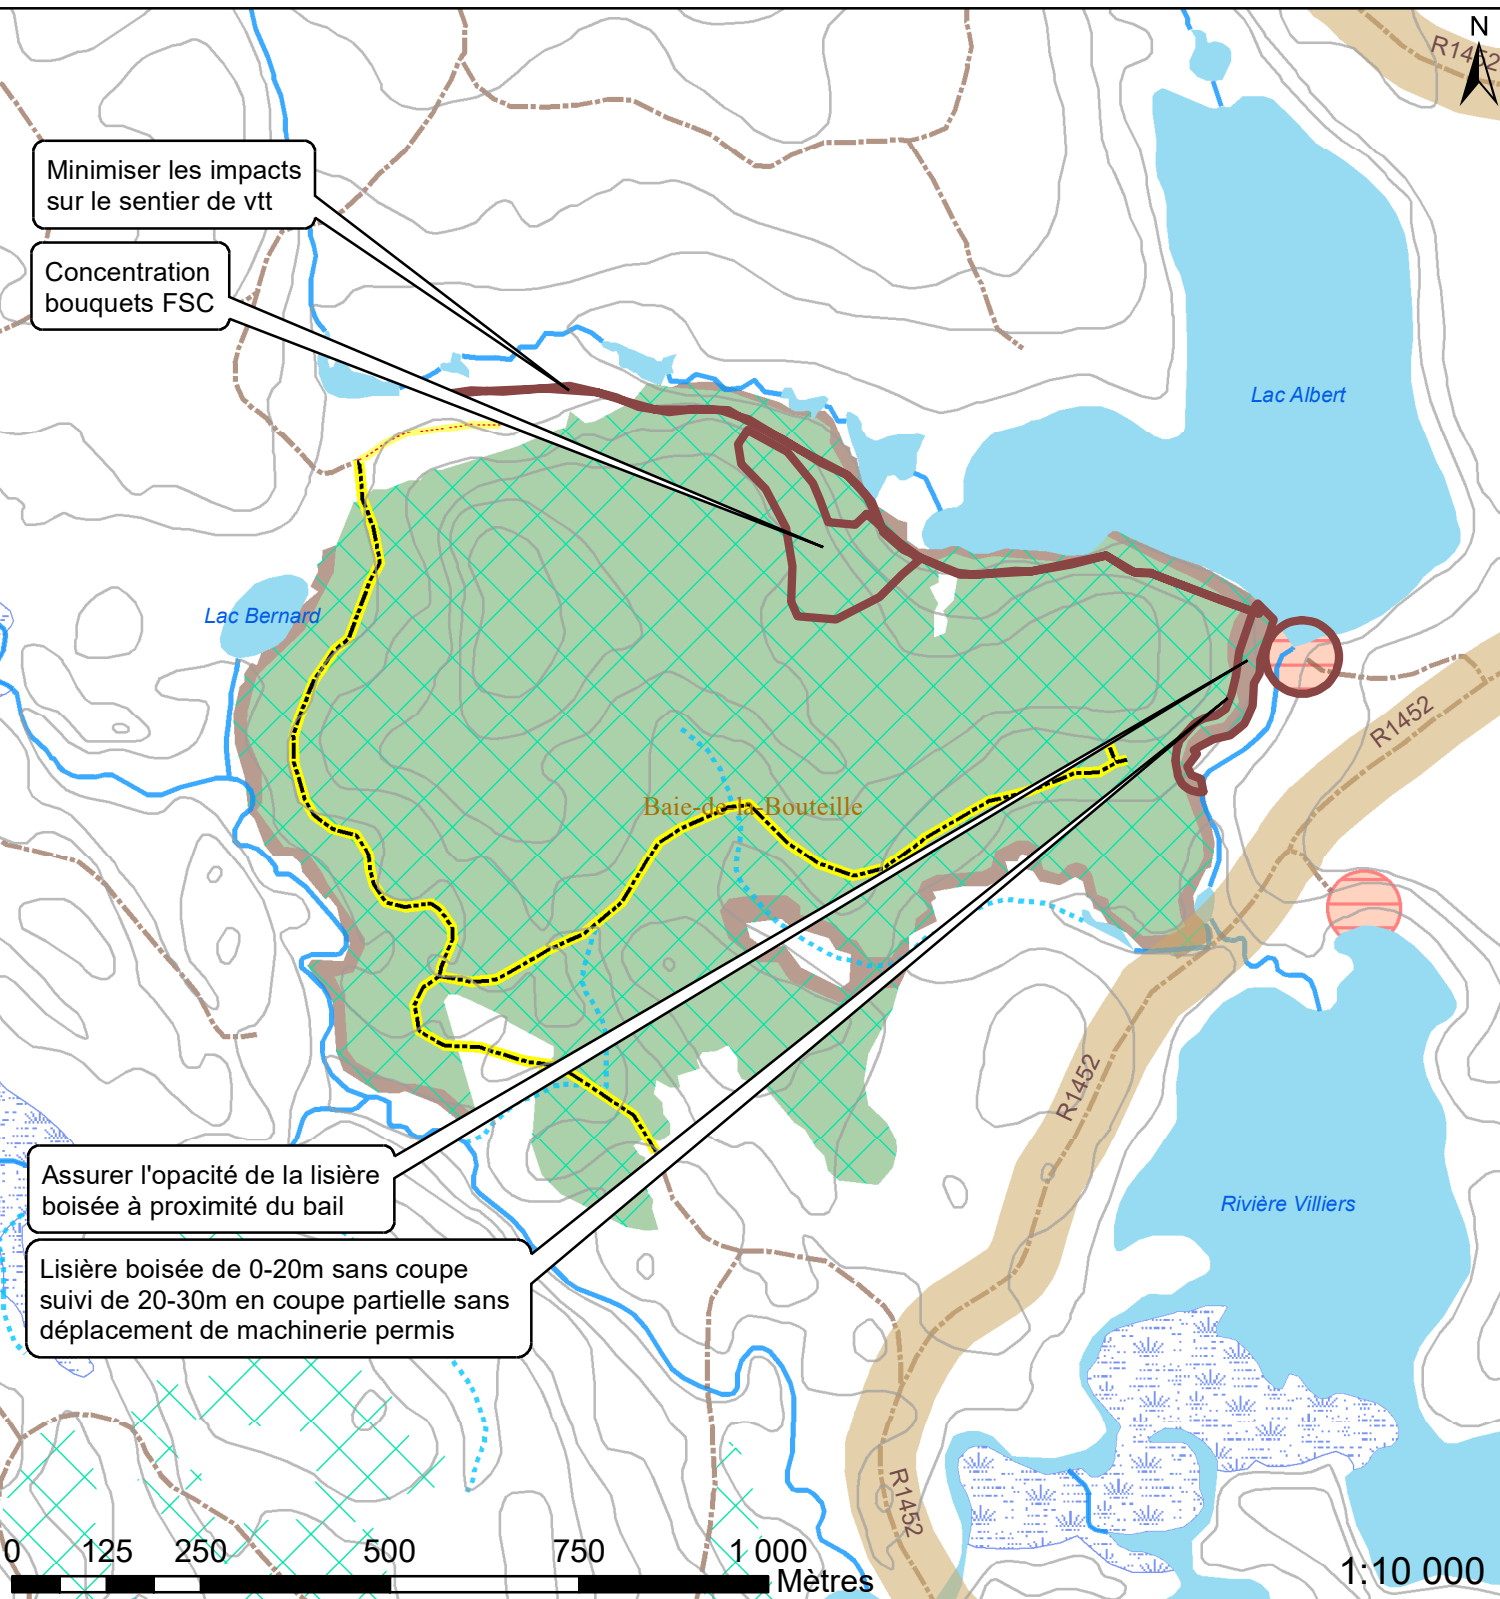 N
R1452
Minimiser les impacts
sur le sentier de vtt
Concentration
bouquets FSC
Lac Albert
Lac Bernard
R1452
Baie-de-la-Bouteille
R1452
Assurer l'opacité de la lisière
boisée à proximité du bail
Rivière Villiers
Lisière boisée de 0-20m sans coupe
suivi de 20-30m en coupe partielle sans
déplacement de machinerie permis
R1452
0 125 250 500 750 1 000
Mètres
1:10 000